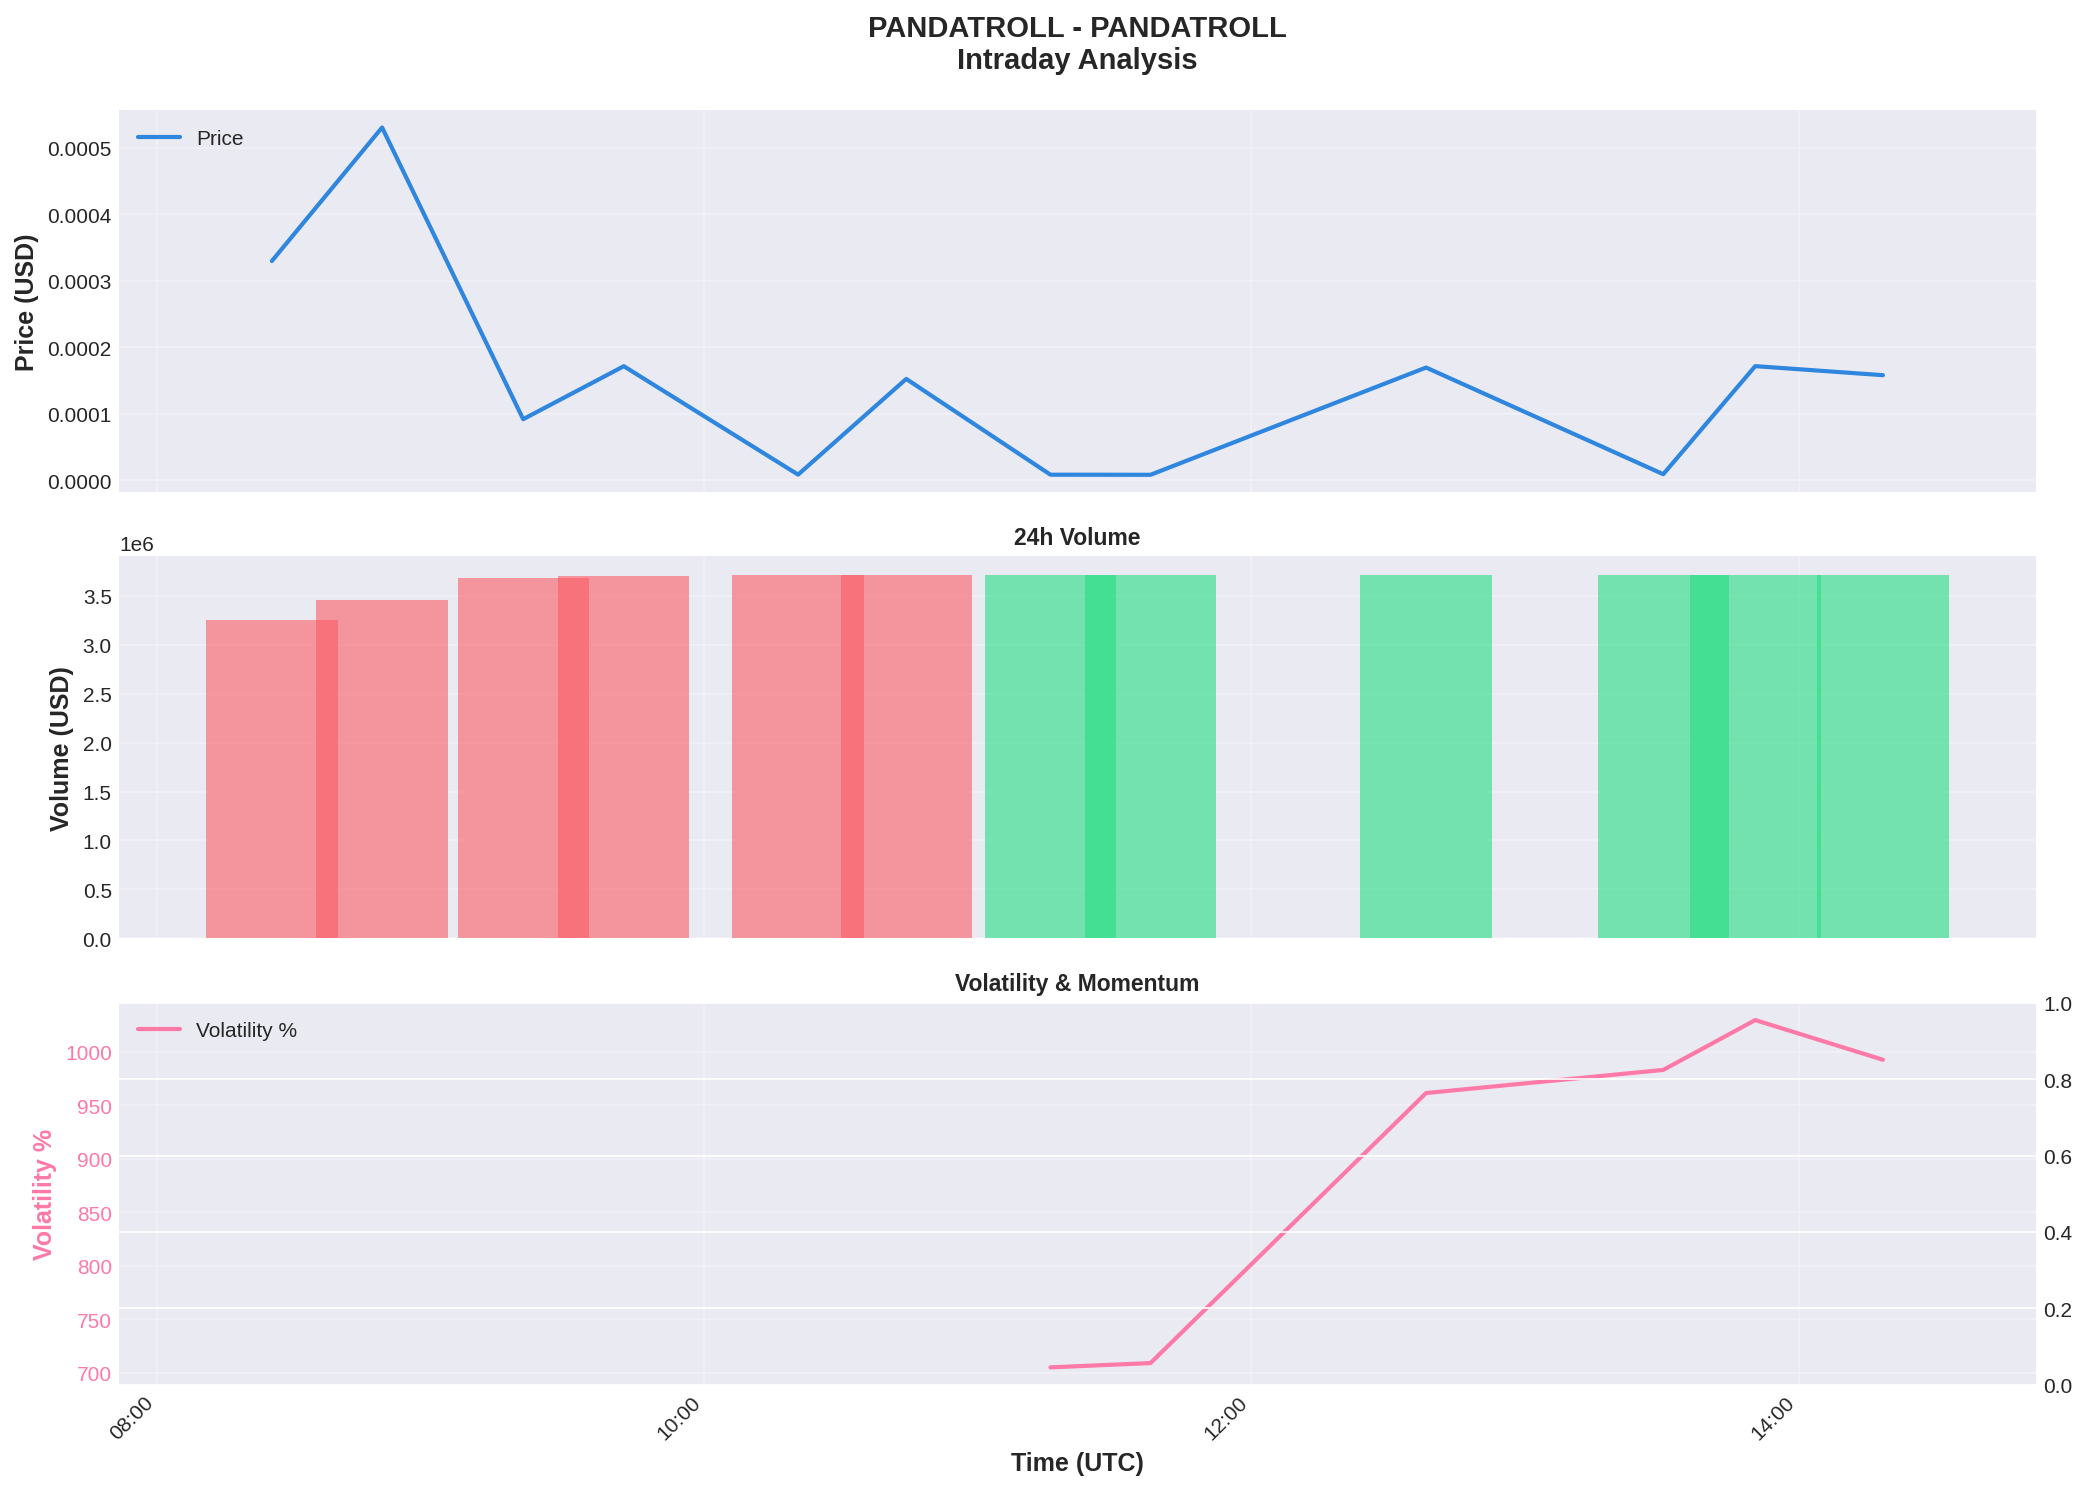 PANDATROLL - PANDATROLL
Intraday Analysis
Price
Price (USD)
0.0005
0.0004
0.0003
0.0002
0.0001
0.0000
24h Volume
1e6
Volume (USD)
3.5
3.0
2.5
2.0
1.5
1.0
0.5
0.0
Volatility & Momentum
Volatility %
Volatility %
1000
950
900
850
800
750
700
1.0
0.8
0.6
0.4
0.2
0.0
08:00
10:00
12:00
14:00
Time (UTC)